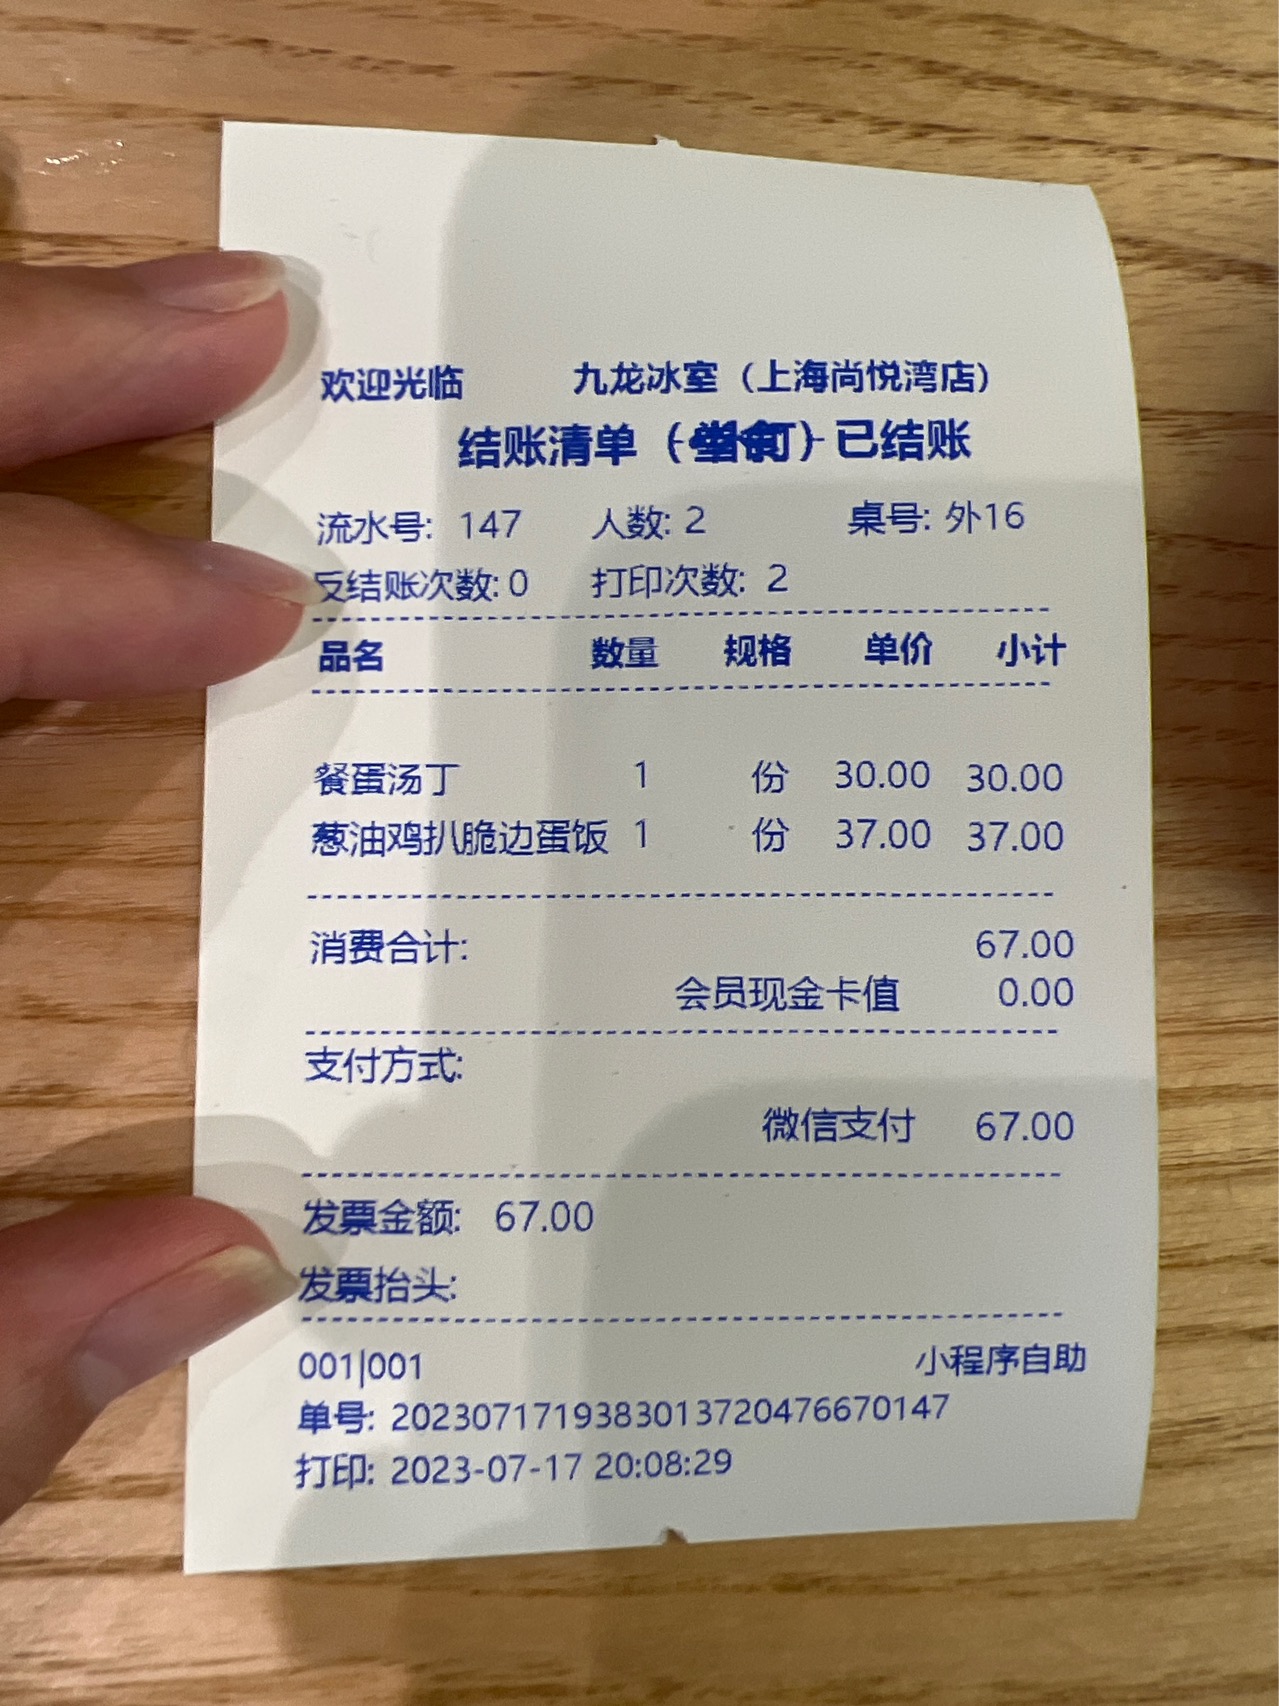 欢迎光临 九龙冰室（上海尚悦湾店）
结账清单（）已结账
流水号: 147 人数: 2 桌号: 外16
反结账次数: 0 打印次数: 2
品名 数量 规格 单价 小计
餐蛋汤丁 1 份 30.00 30.00
葱油鸡扒脆边蛋饭 1 份 37.00 37.00
消费合计: 67.00
会员现金卡值 0.00
支付方式:
微信支付 67.00
发票金额: 67.00
发票抬头:
001|001 小程序自助
单号: 20230717193830137204766​70147
打印: 2023-07-17 20:08:29